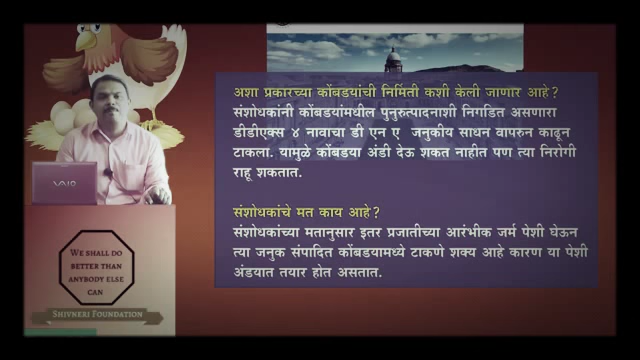 अशा प्रकारच्या कोंबडयांची निर्मिती कशी केली जाणार आहे?
संशोधकांनी कोंबडयांमधील पुनुरुत्पादनाशी निगडित असणारा
डीडीएक्स ४ नावाचा डी एन ए जनुकीय साधन वापरुन काढून
टाकला. यामुळे कोंबडया अंडी देऊ शकत नाहीत पण त्या निरोगी
राहू शकतात.
संशोधकांचे मत काय आहे?
संशोधकांच्या मतानुसार इतर प्रजातीच्या आरंभीक जर्म पेशी घेऊन
त्या जनुक संपादित कोंबडयामध्ये टाकणे शक्य आहे कारण या पेशी
अंडयात तयार होत असतात.
VAIO
WE SHALL DO
BETTER THAN
ANYBODY ELSE
CAN
SHIVNERI FOUNDATION